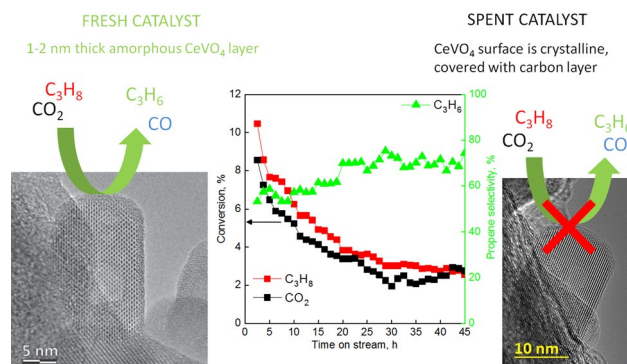 FRESH CATALYST
1-2 nm thick amorphous CeVO₄ layer
C₃H₈
CO₂
C₃H₆
CO
5 nm
12
10
8
6
4
2
0
Conversion, %
0 5 10 15 20 25 30 35 40 45
Time on stream, h
C₃H₆
C₃H₈
CO₂
100
80
60
40
20
0
Propene selectivity, %
SPENT CATALYST
CeVO₄ surface is crystalline,
covered with carbon layer
C₃H₈
CO₂
C₃H₆
CO
10 nm